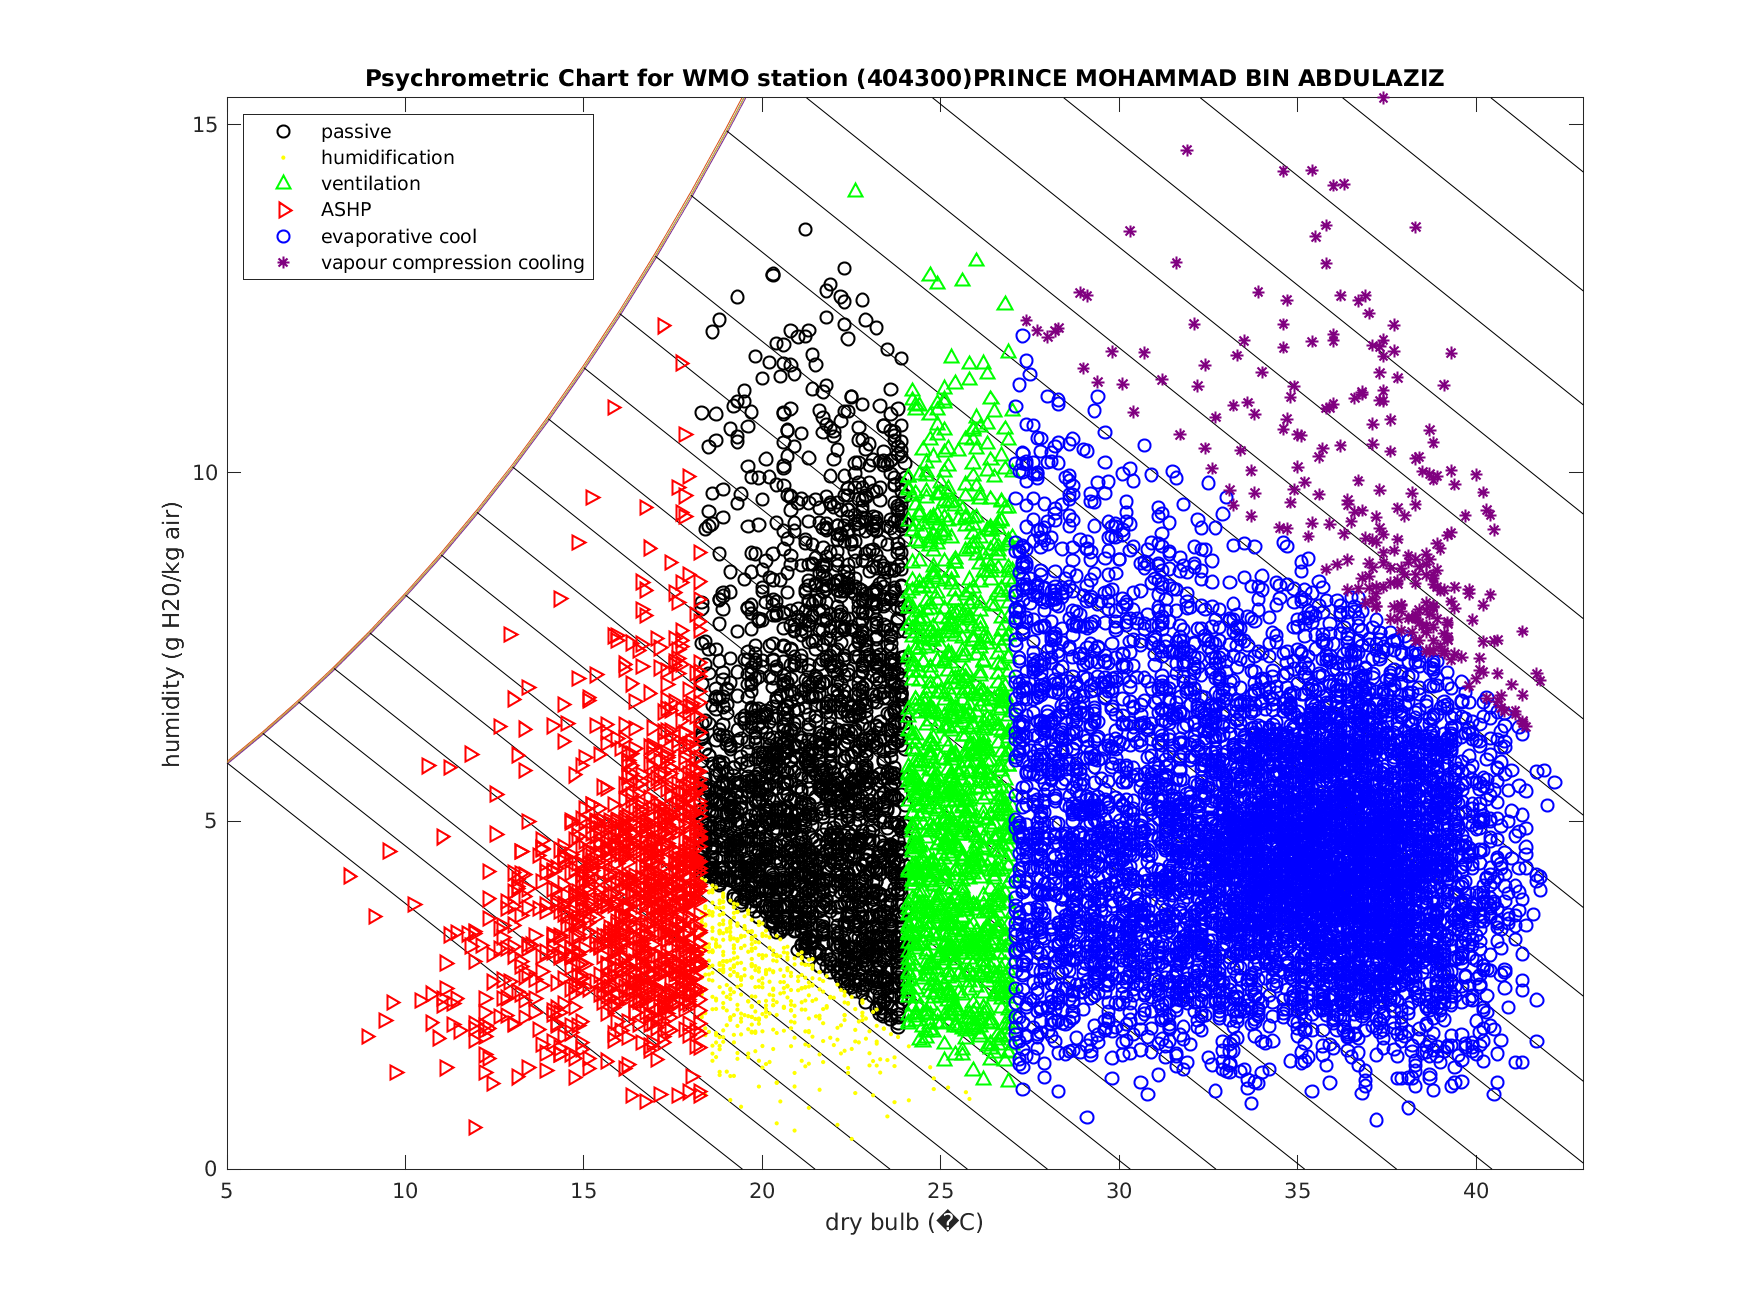 Psychrometric Chart for WMO station (404300)PRINCE MOHAMMAD BIN ABDULAZIZ
passive
humidification
ventilation
ASHP
evaporative cool
vapour compression cooling
15
10
5
0
humidity (g H20/kg air)
5
10
15
20
25
30
35
40
dry bulb (�C)